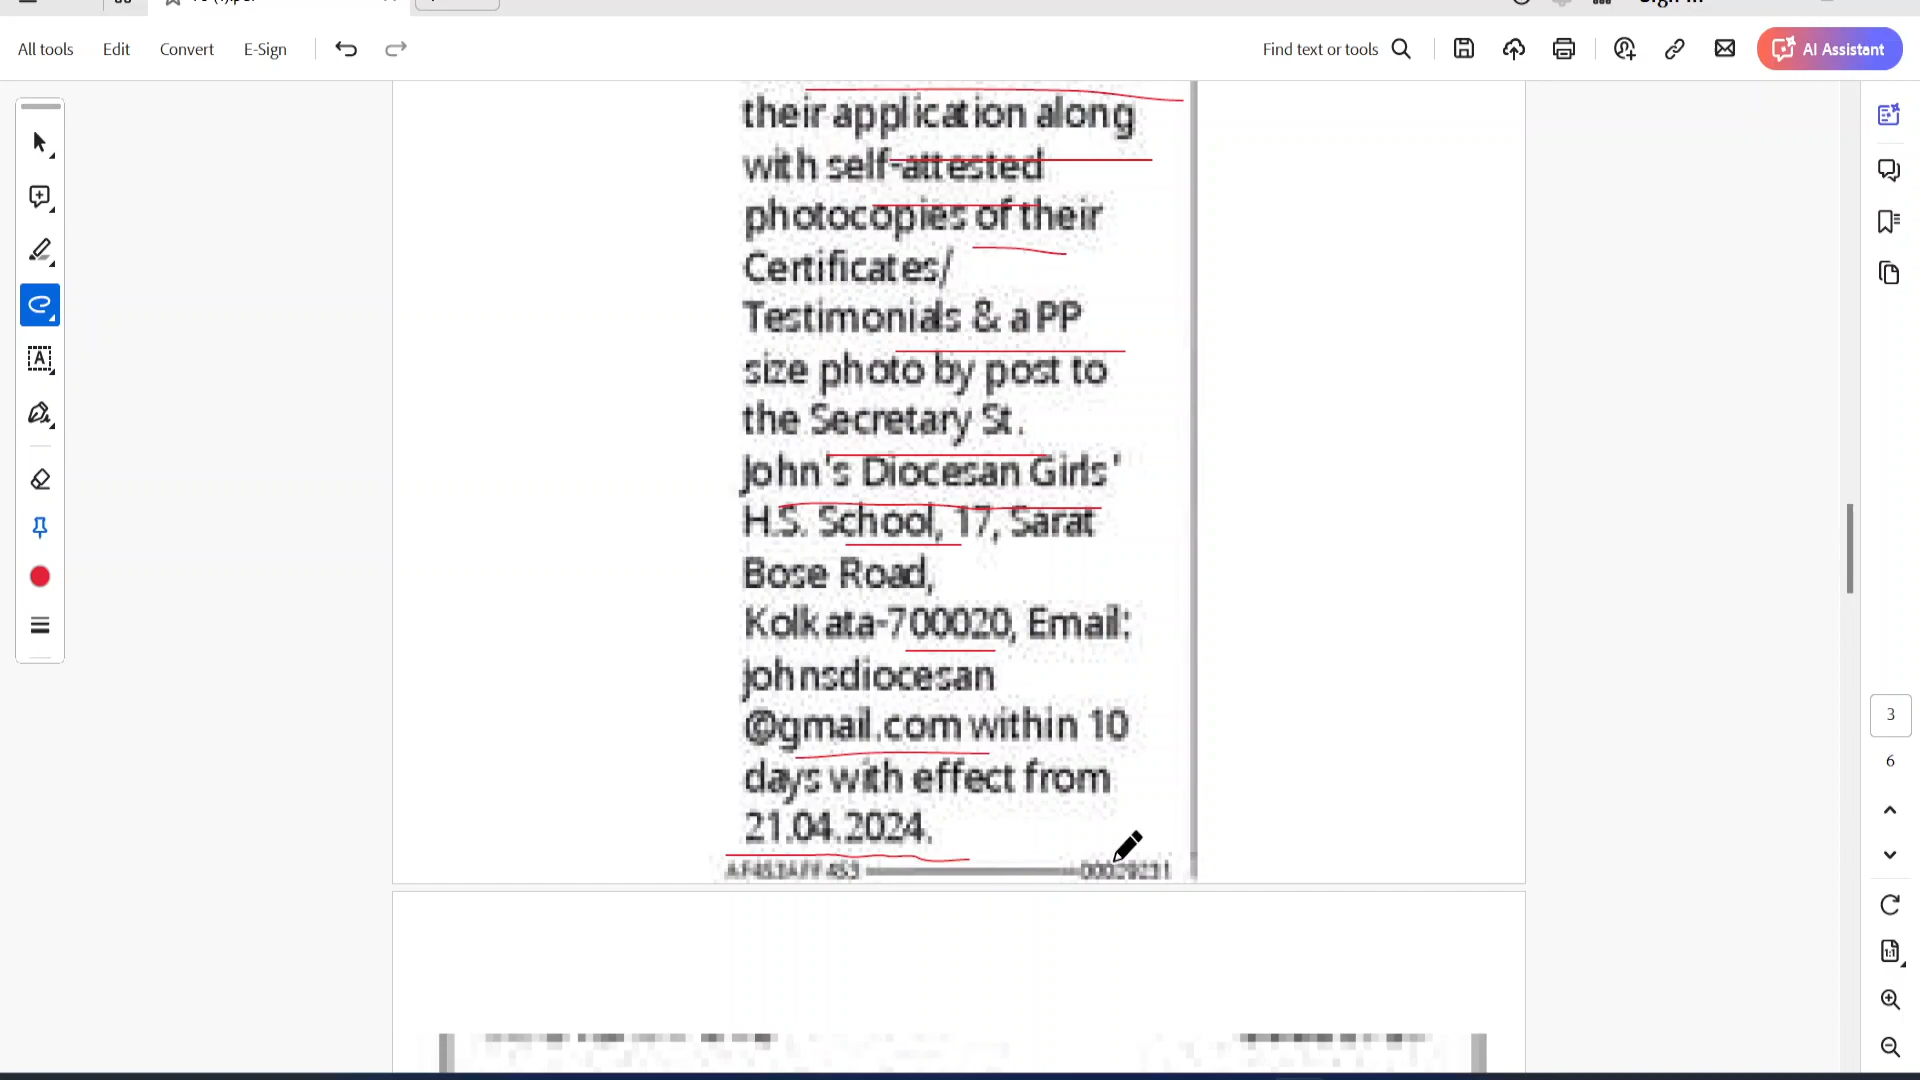 All tools Edit Convert E-Sign Find text or tools AI Assistant
their application along
with self-attested
photocopies of their
Certificates/
Testimonials & a PP
size photo by post to
the Secretary St.
John's Diocesan Girls'
H.S. School, 17, Sarat
Bose Road,
Kolkata-700020, Email:
johnsdiocesan
@gmail.com within 10
days with effect from
21.04.2024.
3
6